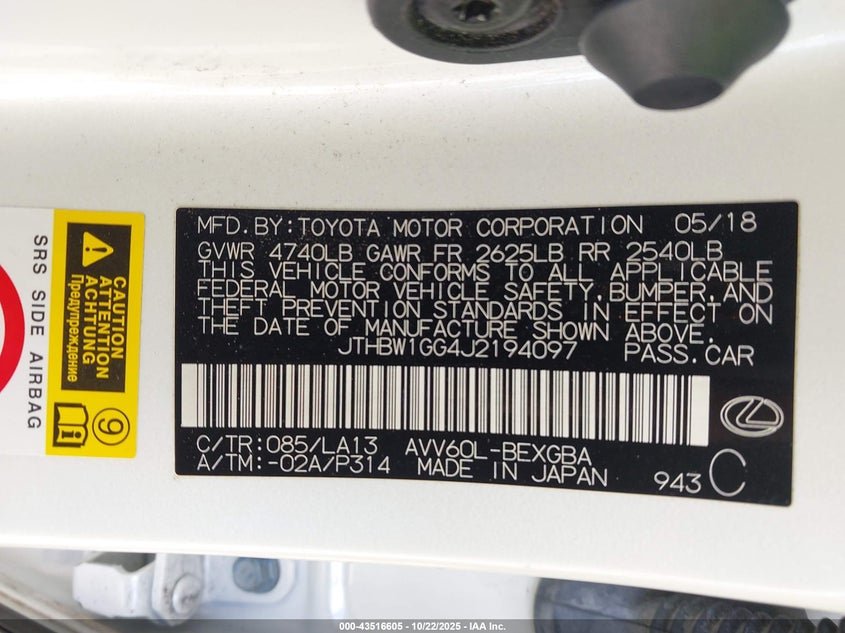 MFD.BY:TOYOTA MOTOR CORPORATION 05/18
GVWR 4740LB GAWR FR 2625LB RR 2540LB
THIS VEHICLE CONFORMS TO ALL APPLICABLE
FEDERAL MOTOR VEHICLE SAFETY,BUMPER,AND
THEFT PREVENTION STANDARDS IN EFFECT ON
THE DATE OF MANUFACTURE SHOWN ABOVE.
JTHBW1GG4J2194097 PASS.CAR
C/TR:085/LA13 AVV60L-BEXGBA
A/TM:-02A/P314 MADE IN JAPAN 943 C
SRS SIDE AIRBAG
CAUTION
ATTENTION
ACHTUNG
Предупреждение
9
000-43516605 - 10/22/2025 - IAA Inc.